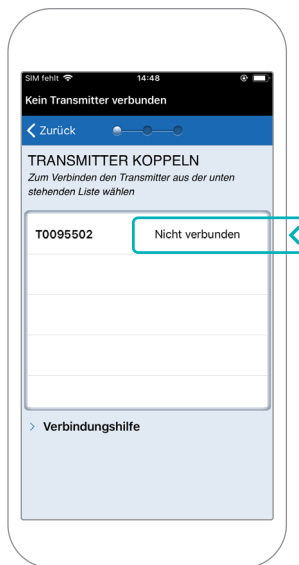 SIM fehlt 14:48
Kein Transmitter verbunden
Zurück
TRANSMITTER KOPPELN
Zum Verbinden den Transmitter aus der unten
stehenden Liste wählen
T0095502 Nicht verbunden
Verbindungshilfe